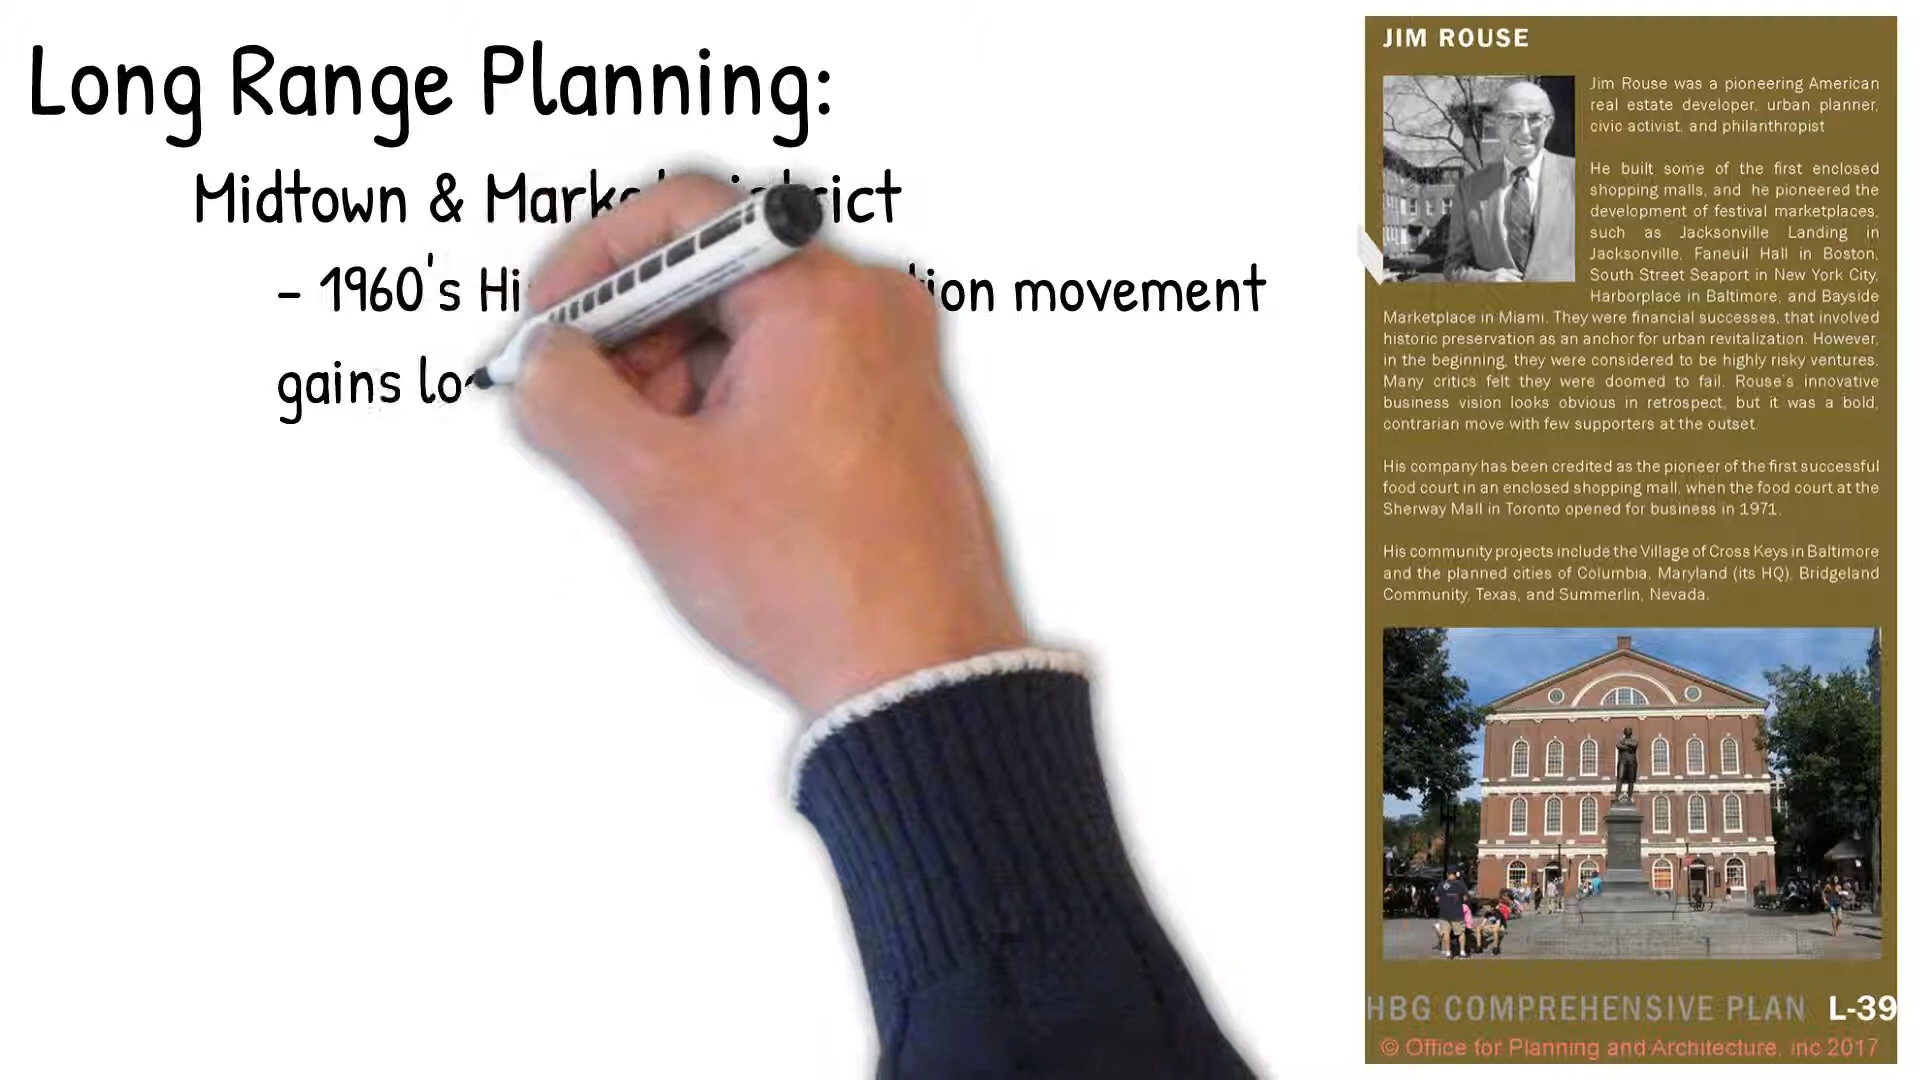 Long Range Planning:
Midtown & Mark ict
- 1960's Hi ion movement
gains lo
JIM ROUSE
Jim Rouse was a pioneering American
real estate developer, urban planner,
civic activist, and philanthropist
He built some of the first enclosed
shopping malls, and he pioneered the
development of festival marketplaces,
such as Jacksonville Landing in
Jacksonville, Faneuil Hall in Boston,
South Street Seaport in New York City,
Harborplace in Baltimore, and Bayside
Marketplace in Miami. They were financial successes, that involved
historic preservation as an anchor for urban revitalization. However,
in the beginning, they were considered to be highly risky ventures.
Many critics felt they were doomed to fail. Rouse's innovative
business vision looks obvious in retrospect, but it was a bold,
contrarian move with few supporters at the outset.
His company has been credited as the pioneer of the first successful
food court in an enclosed shopping mall, when the food court at the
Sherway Mall in Toronto opened for business in 1971.
His community projects include the Village of Cross Keys in Baltimore
and the planned cities of Columbia, Maryland (its HQ), Bridgeland
Community, Texas, and Summerlin, Nevada.
HBG COMPREHENSIVE PLAN L-39
© Office for Planning and Architecture, inc 2017